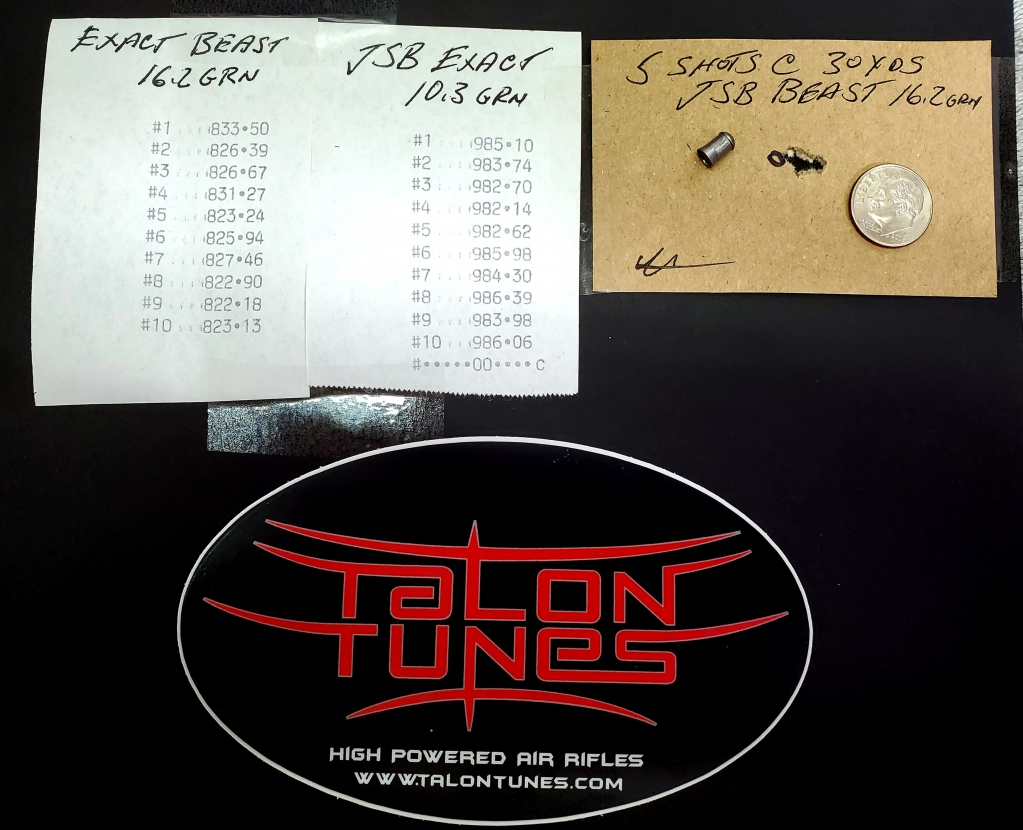 EXACT BEAST
16.2 GRN
#1 833.50
#2 826.39
#3 826.67
#4 831.27
#5 823.24
#6 825.94
#7 827.46
#8 822.90
#9 822.18
#10 823.13
JSB EXACT
10.3 GRN
#1 985.10
#2 983.74
#3 982.70
#4 982.14
#5 982.62
#6 985.98
#7 984.30
#8 986.39
#9 983.98
#10 986.06
#.....00....C
5 SHOTS C 30YDS
JSB BEAST 16.2 GRN
LIBERTY
TALON
TUNES
HIGH POWERED AIR RIFLES
WWW.TALONTUNES.COM